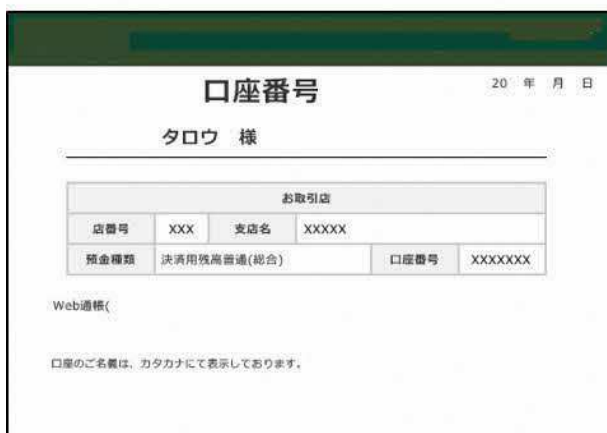 20 年 月 日
口座番号
タロウ 様
お取引店
店番号 XXX 支店名 XXXXX
預金種類 決済用残高普通(総合) 口座番号 XXXXXXX
Web通帳(
口座のご名義は、カタカナにて表示しております。